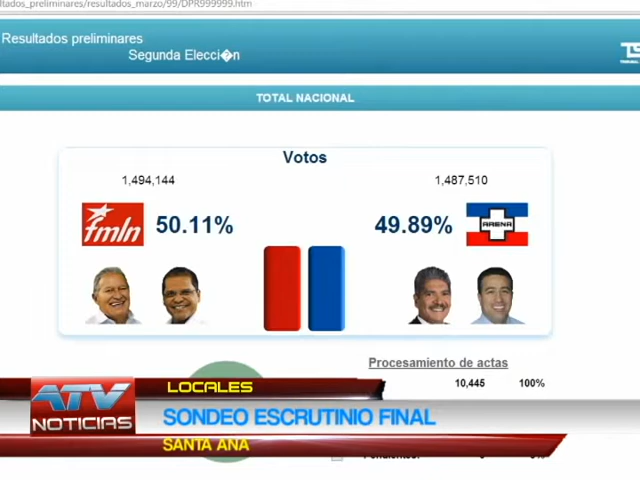 ltados_preliminares/resultados_marzo/99/DPR999999.htm
Resultados preliminares
Segunda Elecci�n
TOTAL NACIONAL
Votos
1,494,144 1,487,510
fmln 50.11% 49.89% ARENA
Procesamiento de actas
10,445 100%
LOCALES
ATV
NOTICIAS
SONDEO ESCRUTINIO FINAL
SANTA ANA